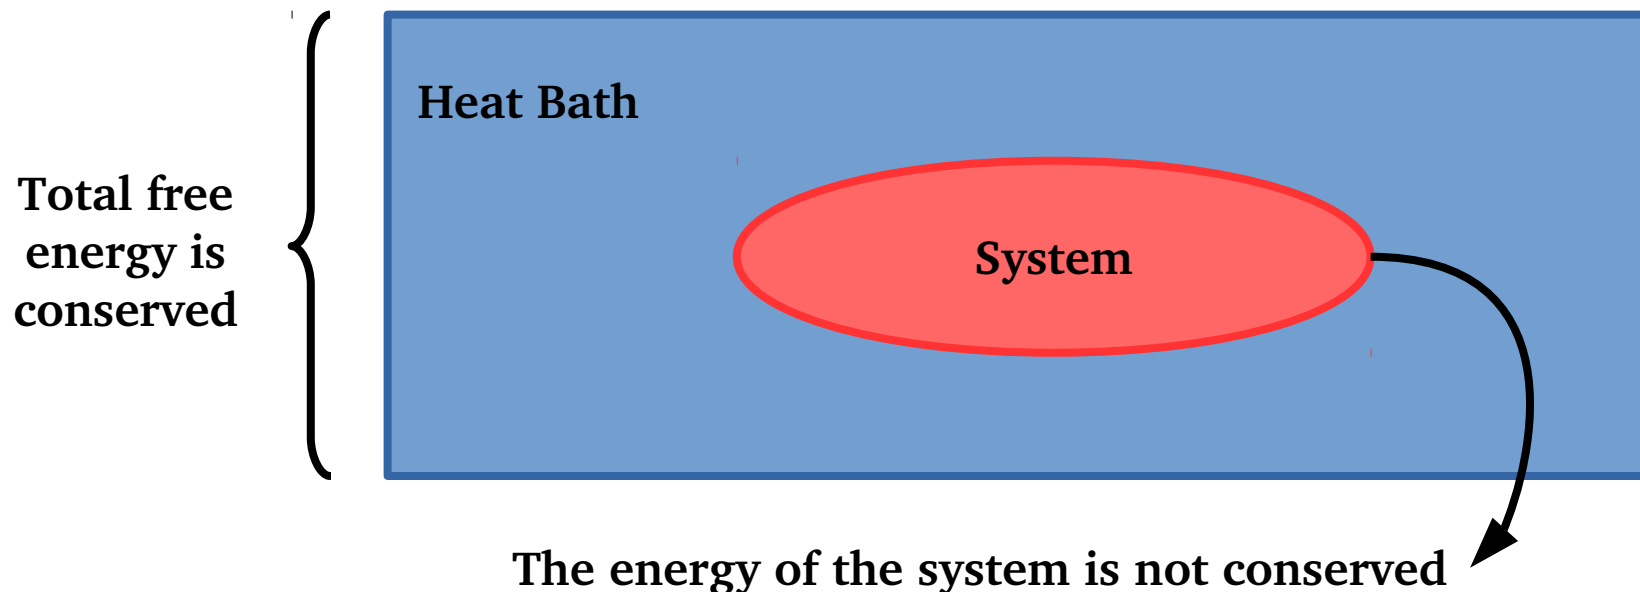 Heat Bath
Total free
energy is
conserved
System
The energy of the system is not conserved